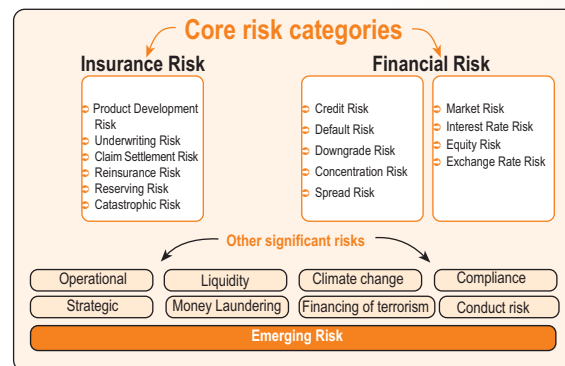 Core risk categories
Insurance Risk
Financial Risk
Product Development
Risk
Underwriting Risk
Claim Settlement Risk
Reinsurance Risk
Reserving Risk
Catastrophic Risk
Credit Risk
Default Risk
Downgrade Risk
Concentration Risk
Spread Risk
Market Risk
Interest Rate Risk
Equity Risk
Exchange Rate Risk
Other significant risks
Operational
Liquidity
Climate change
Compliance
Strategic
Money Laundering
Financing of terrorism
Conduct risk
Emerging Risk